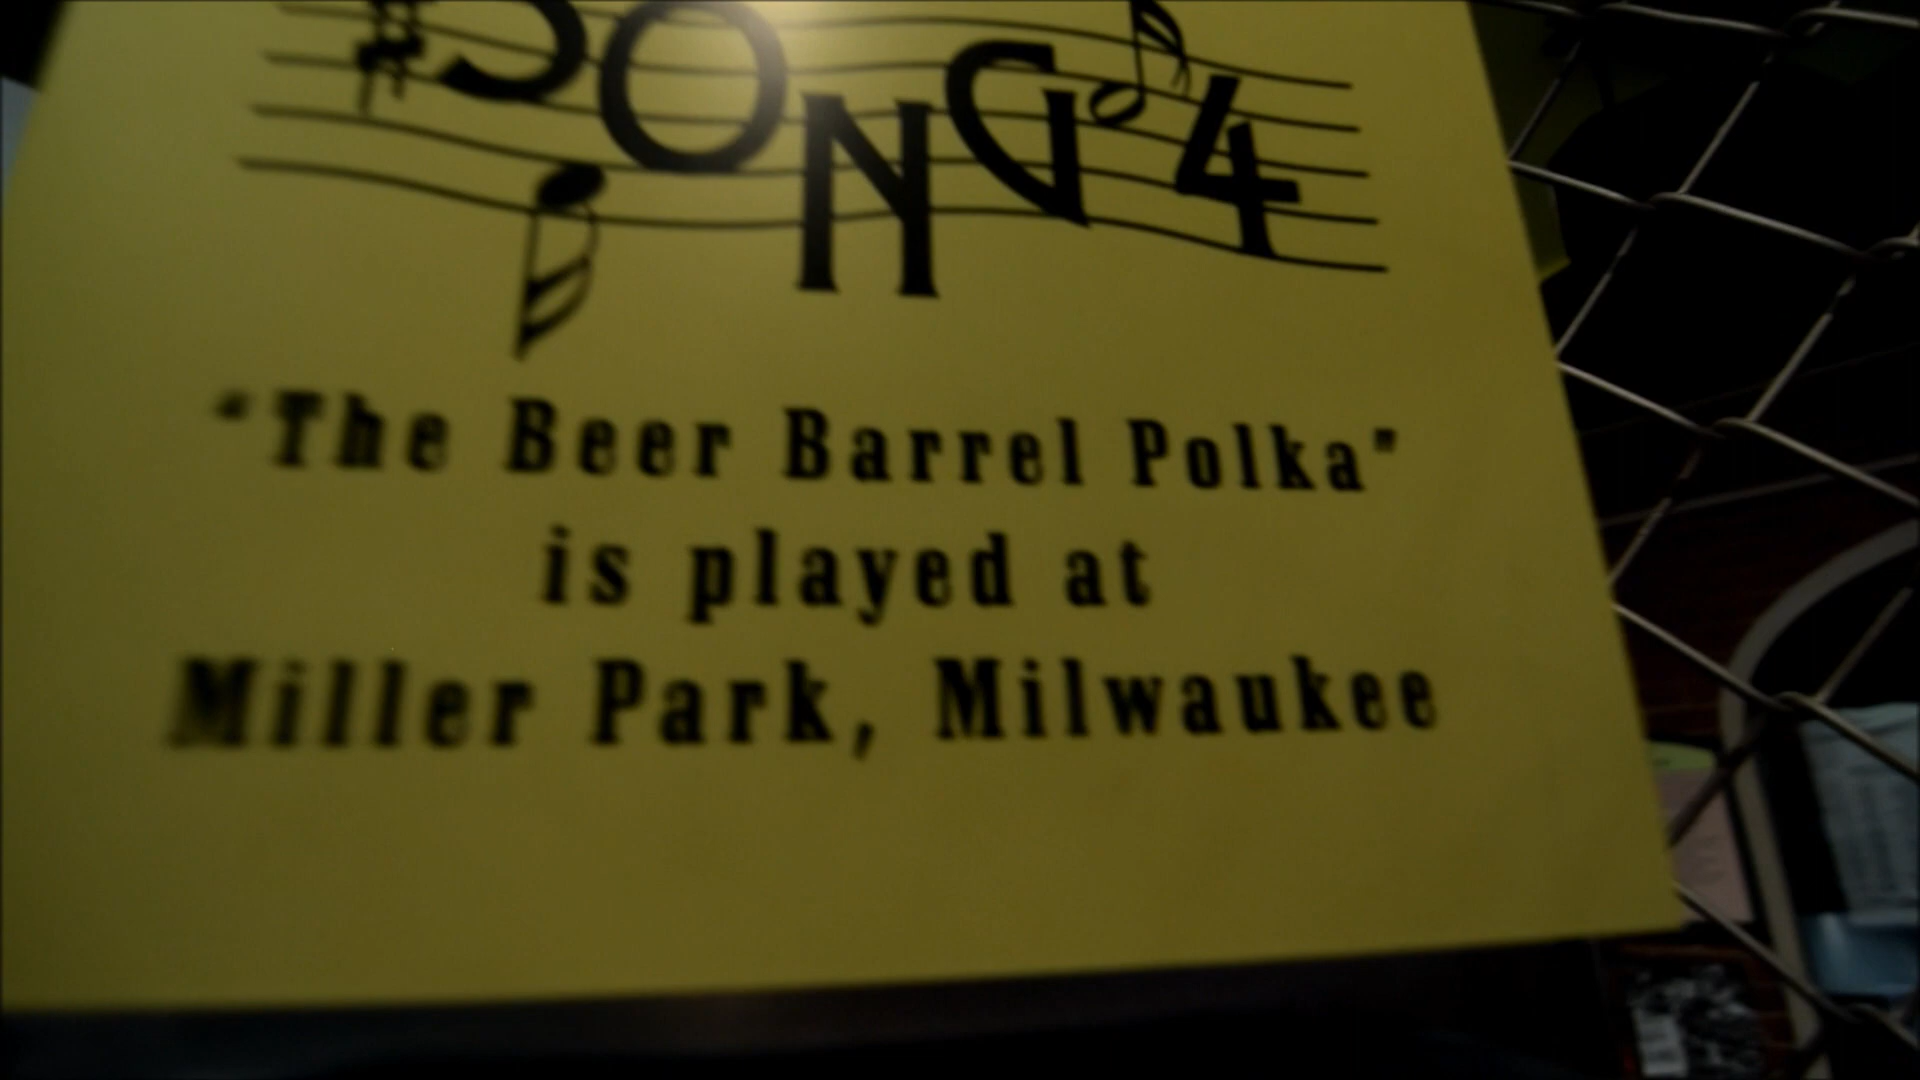 SONG 4
"The Beer Barrel Polka"
is played at
Miller Park, Milwaukee